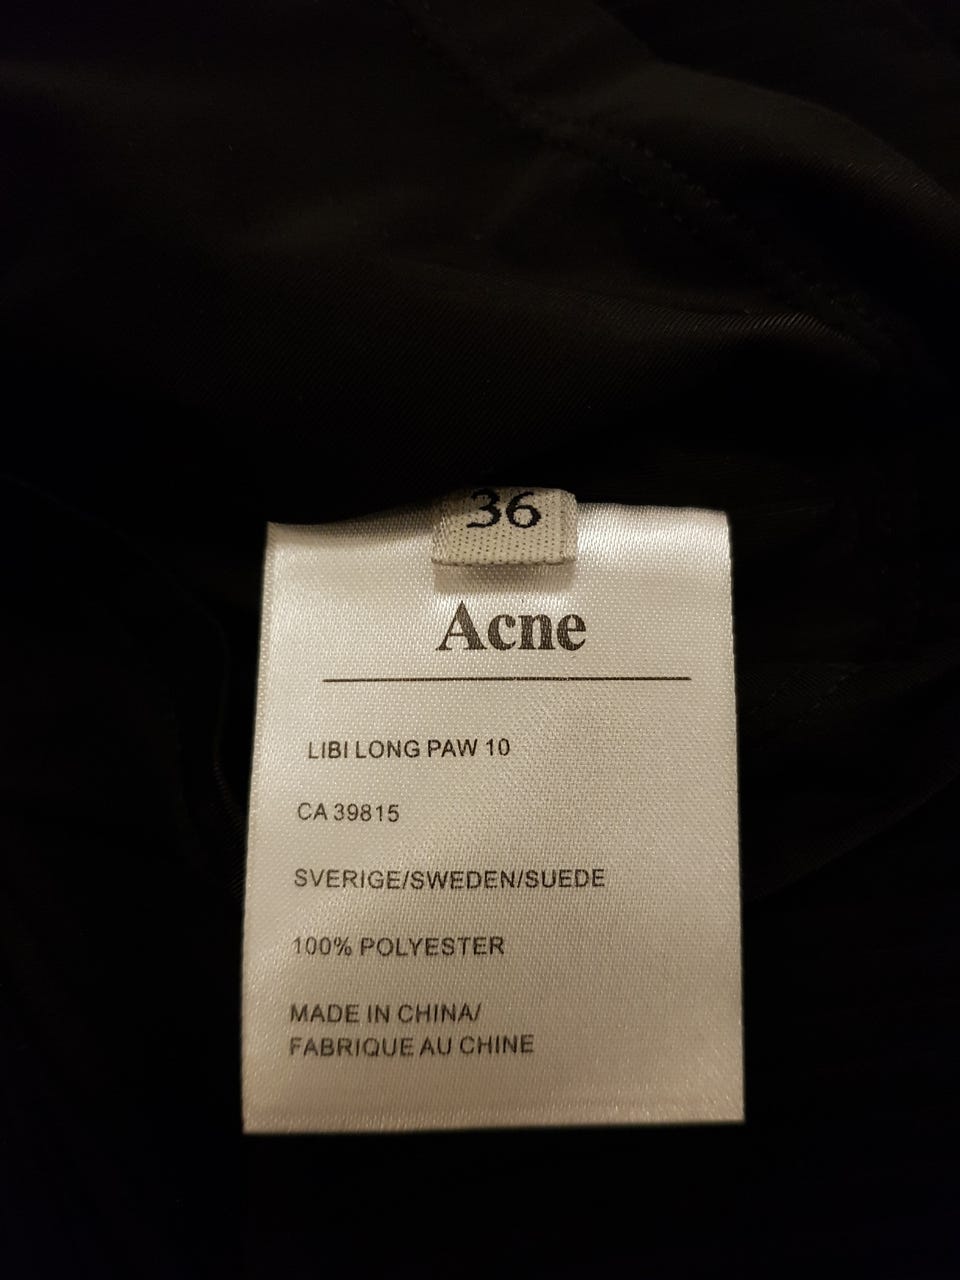 36
Acne
LIBI LONG PAW 10
CA 39815
SVERIGE/SWEDEN/SUEDE
100% POLYESTER
MADE IN CHINA/
FABRIQUE AU CHINE